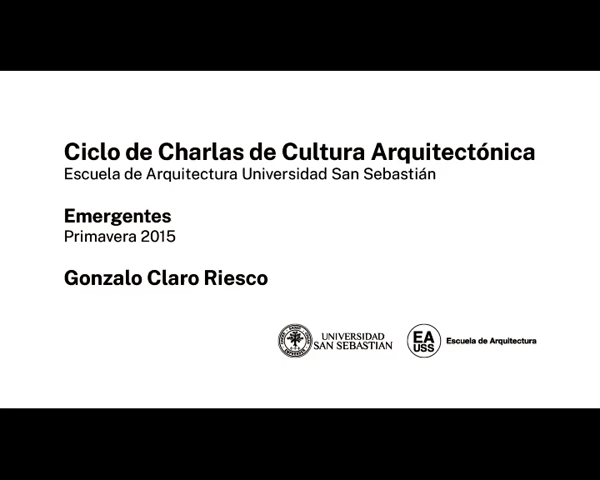 Ciclo de Charlas de Cultura Arquitectónica
Escuela de Arquitectura Universidad San Sebastián
Emergentes
Primavera 2015
Gonzalo Claro Riesco
UNIVERSIDAD
SAN SEBASTIAN
EA
USS
Escuela de Arquitectura